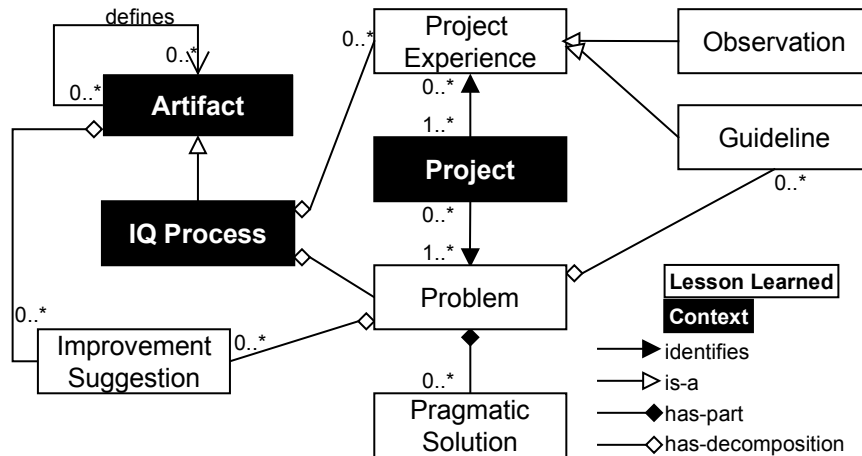 defines
0..*
0..*
Artifact
0..*
Project
Experience
0..*
1..*
Observation
Guideline
0..*
Project
0..*
1..*
IQ Process
Problem
0..*
Improvement
Suggestion
0..*
0..*
Pragmatic
Solution
Lesson Learned
Context
identifies
is-a
has-part
has-decomposition